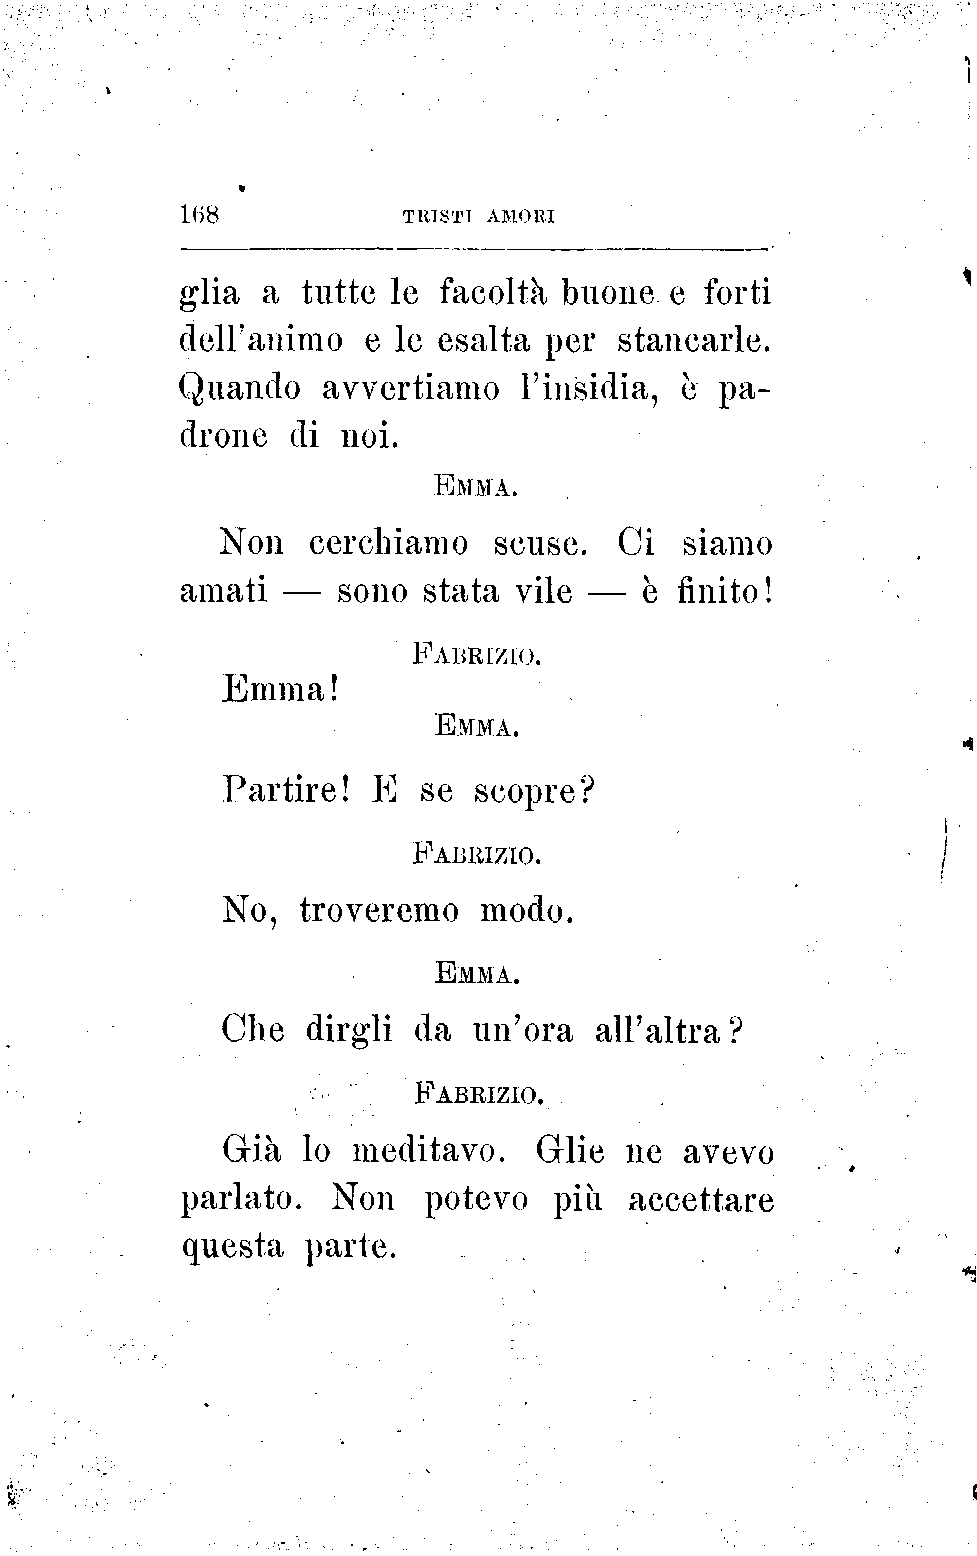 168 TRISTI AMORI
glia a tutte le facoltà buone e forti
dell'animo e le esalta per stancarle.
Quando avvertiamo l'insidia, è pa-
drone di noi.
EMMA.
Non cerchiamo scuse. Ci siamo
amati — sono stata vile — è finito!
FABRIZIO.
Emma!
EMMA.
Partire! E se scopre?
FABRIZIO.
No, troveremo modo.
EMMA.
Che dirgli da un'ora all'altra?
FABRIZIO.
Già lo meditavo. Glie ne avevo
parlato. Non potevo più accettare
questa parte.